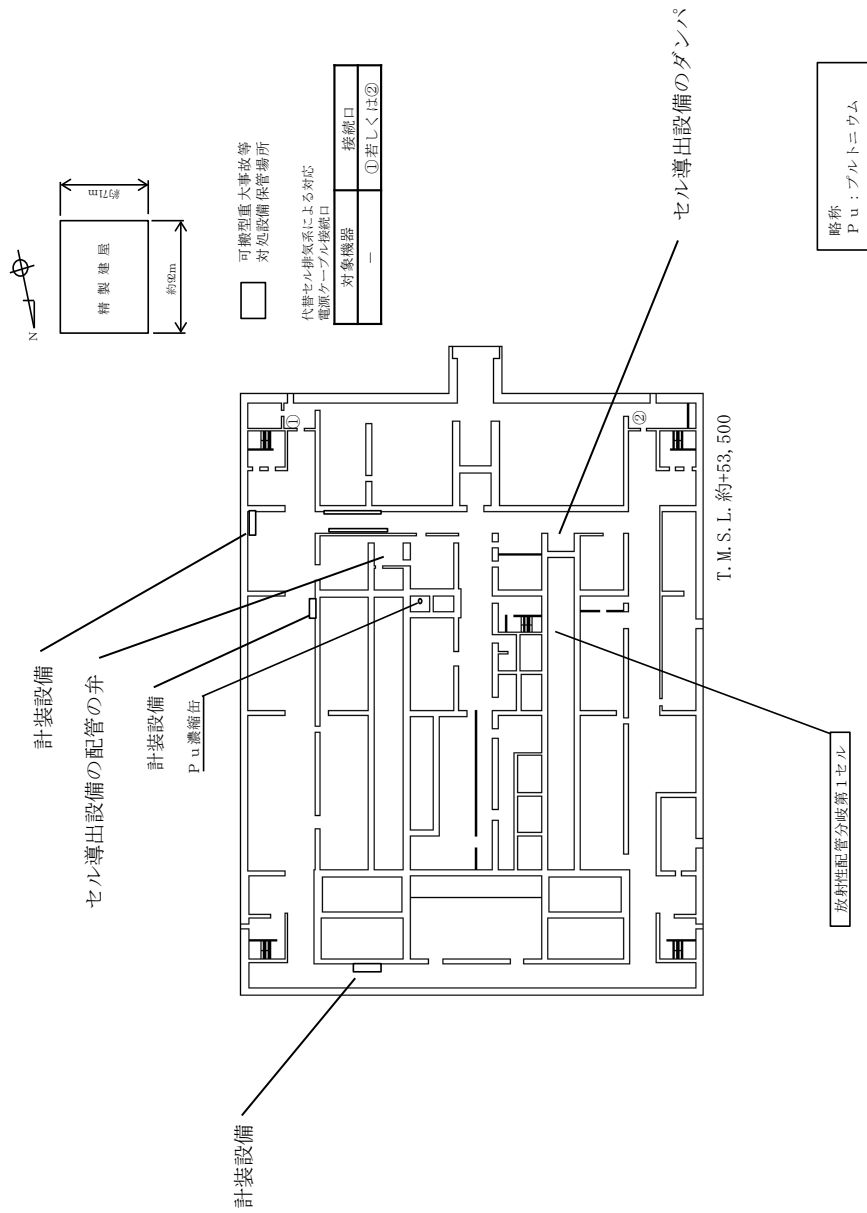 N
精製建屋
約71m
約92m
可搬型重大事故等
対処設備保管場所
代替セル排気系による対応
電源ケーブル接続口
対象機器 接続口
― ①若しくは②
計装設備
セル導出設備の配管の弁
計装設備
Pu濃縮缶
計装設備
①
②
セル導出設備のダンパ
T.M.S.L.約+53,500
放射性配管分岐第1セル
略称
Pu:プルトニウム